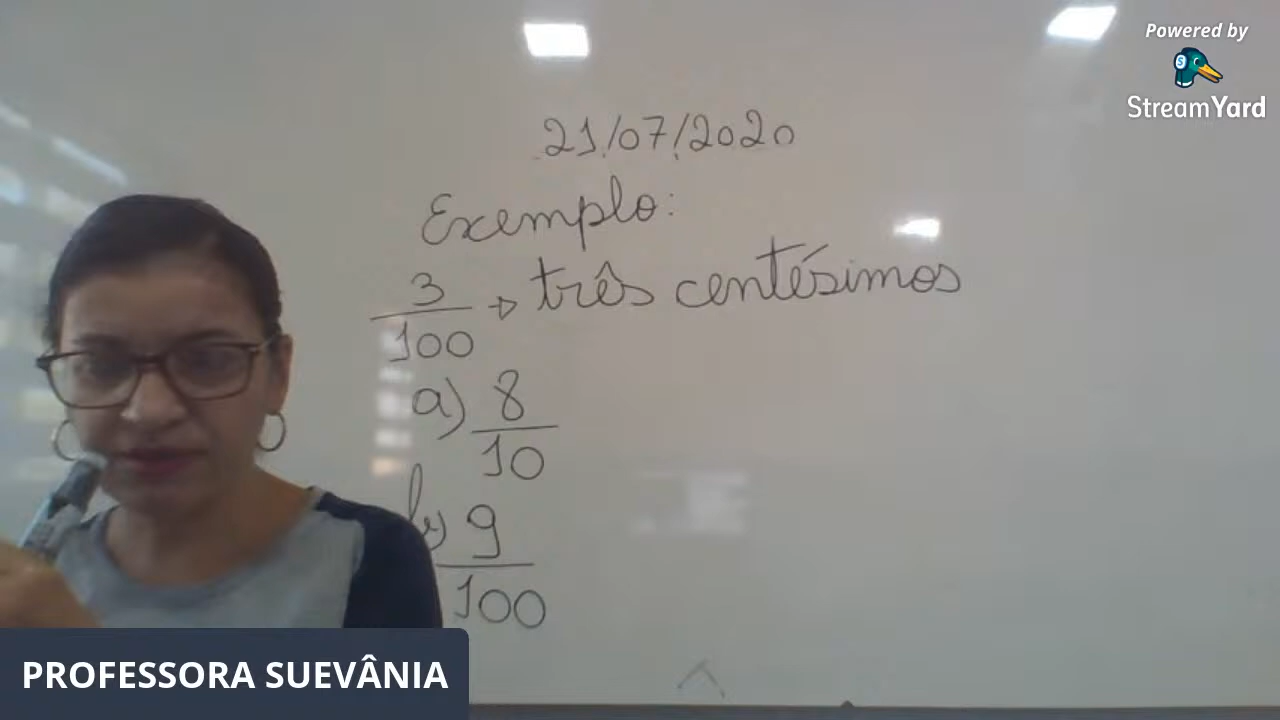 Powered by
StreamYard
21/07/2020
Exemplo:
3/100 → três centésimos
a) 8/10
b) 9/100
PROFESSORA SUEVÂNIA